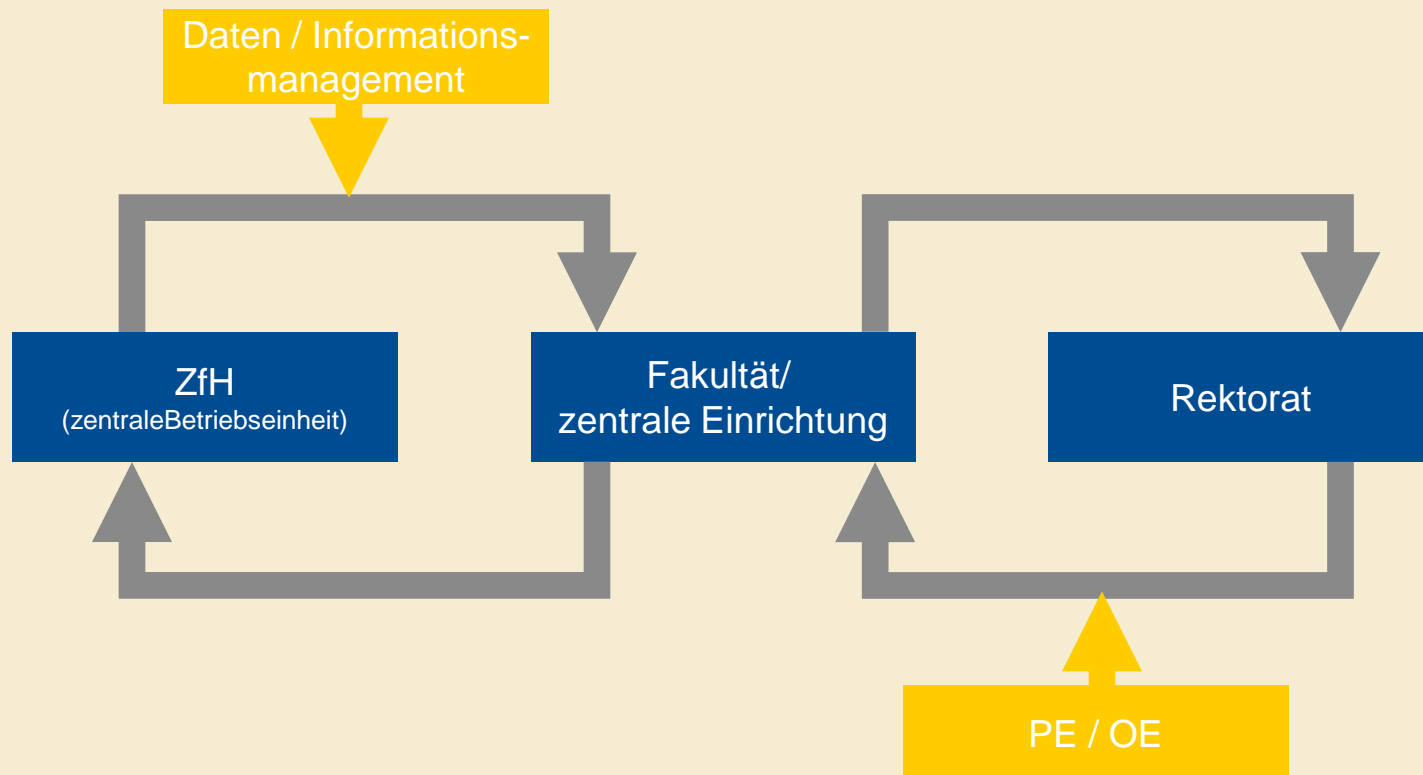 Daten / Informations-
management
ZfH
(zentraleBetriebseinheit)
Fakultät/
zentrale Einrichtung
Rektorat
PE / OE